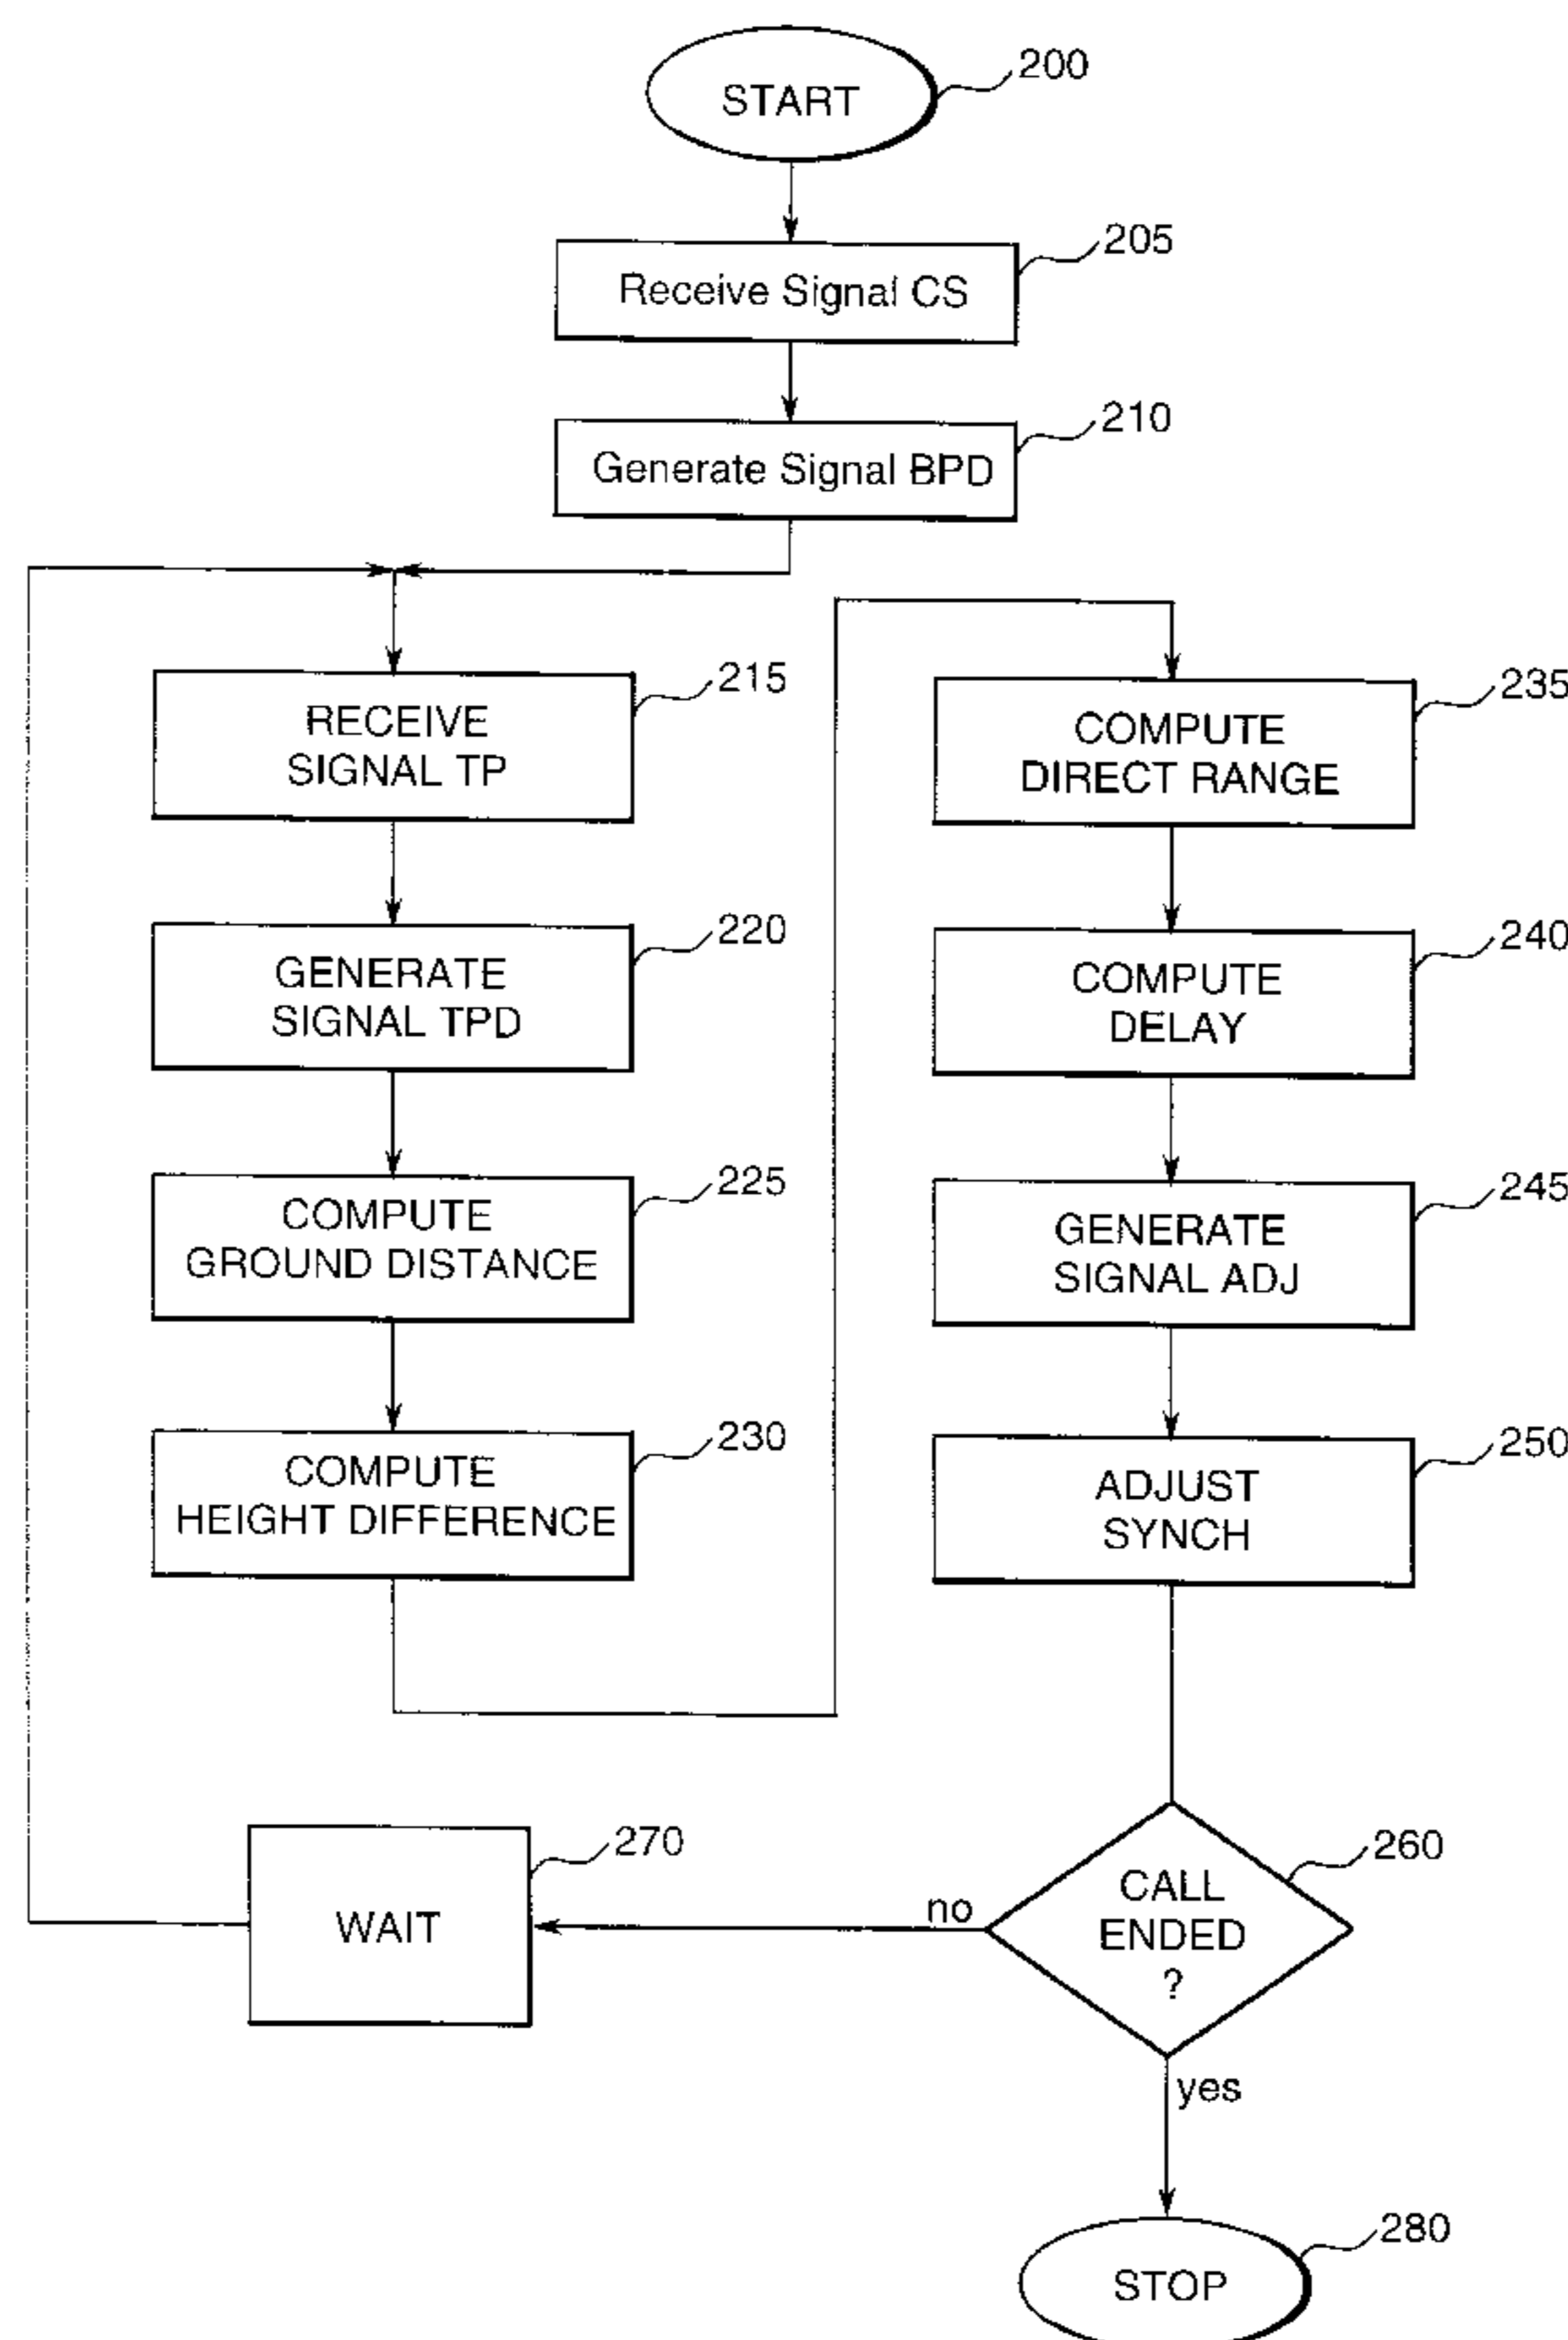 START
200
Receive Signal CS
205
Generate Signal BPD
210
RECEIVE
SIGNAL TP
215
GENERATE
SIGNAL TPD
220
COMPUTE
GROUND DISTANCE
225
COMPUTE
HEIGHT DIFFERENCE
230
COMPUTE
DIRECT RANGE
235
COMPUTE
DELAY
240
GENERATE
SIGNAL ADJ
245
ADJUST
SYNCH
250
CALL
ENDED
?
260
no
WAIT
270
yes
STOP
280